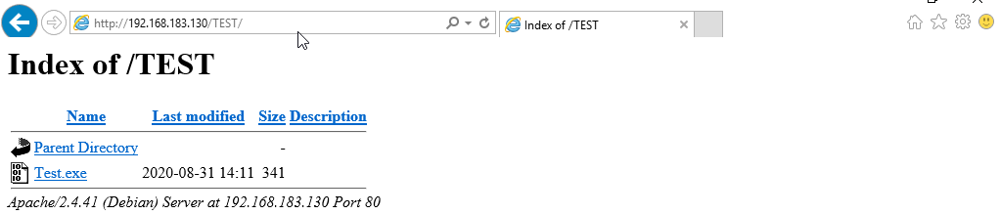 http://192.168.183.130/TEST/ Index of /TEST
Index of /TEST
Name Last modified Size Description
Parent Directory -
Test.exe 2020-08-31 14:11 341
Apache/2.4.41 (Debian) Server at 192.168.183.130 Port 80